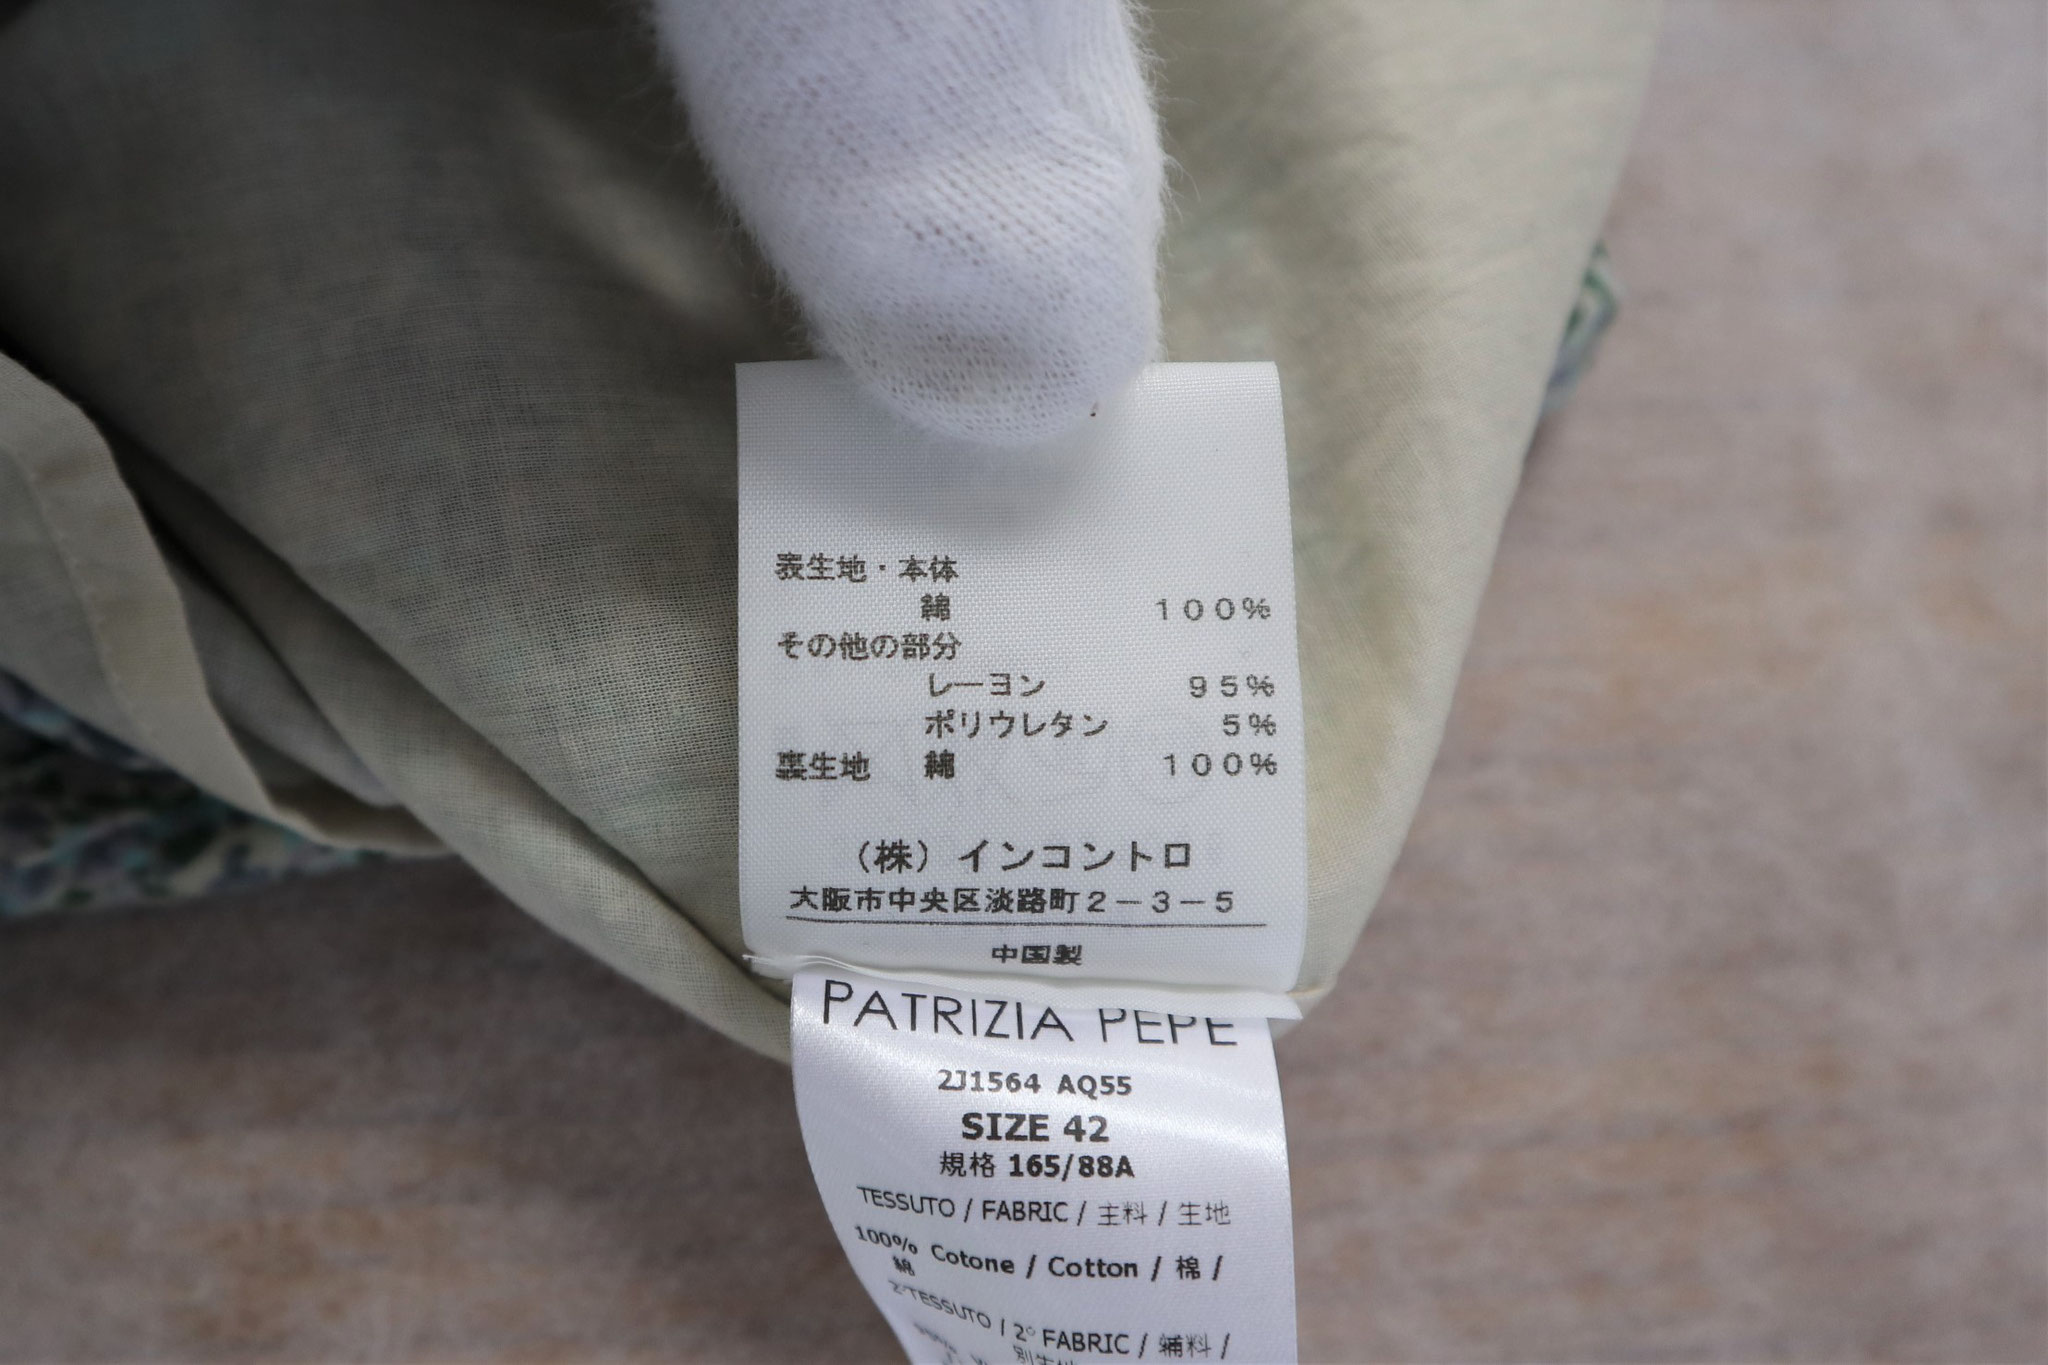 表生地・本体
綿 100%
その他の部分
レーヨン 95%
ポリウレタン 5%
裏生地 綿 100%
（株）インコントロ
大阪市中央区淡路町2－3－5
中国製
PATRIZIA PEPE
2J1564 AQ55
SIZE 42
規格 165/88A
TESSUTO / FABRIC / 主料 / 生地
100% Cotone / Cotton / 棉 /
綿
2°TESSUTO / 2° FABRIC / 辅料 /
別生地